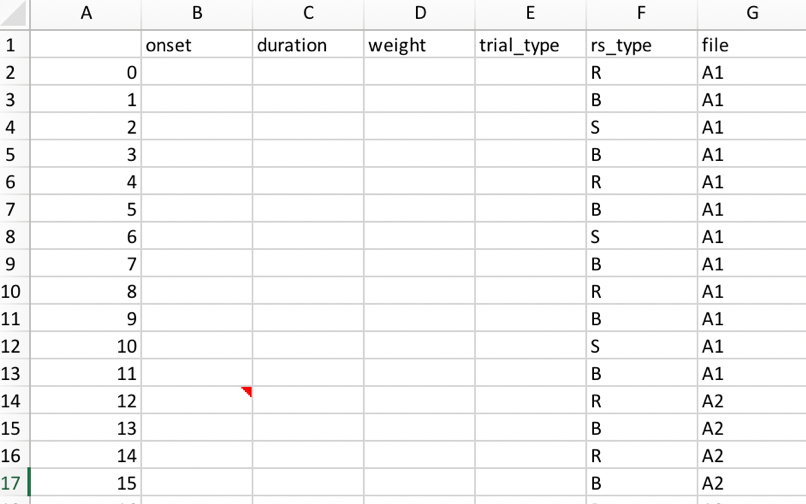 A B C D E F G
1 onset duration weight trial_type rs_type file
2 0 R A1
3 1 B A1
4 2 S A1
5 3 B A1
6 4 R A1
7 5 B A1
8 6 S A1
9 7 B A1
10 8 R A1
11 9 B A1
12 10 S A1
13 11 B A1
14 12 R A2
15 13 B A2
16 14 R A2
17 15 B A2